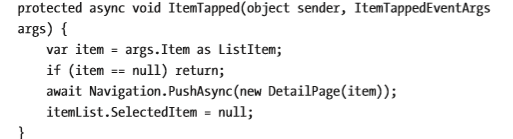 protected async void ItemTapped(object sender, ItemTappedEventArgs
args) {
    var item = args.Item as ListItem;
    if (item == null) return;
    await Navigation.PushAsync(new DetailPage(item));
    itemList.SelectedItem = null;
}